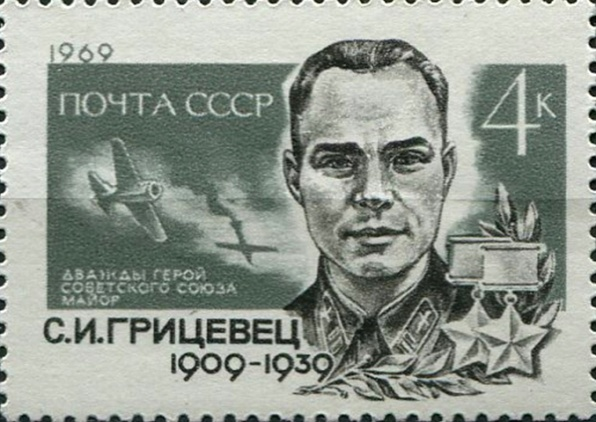 1969
ПОЧТА СССР
4к
ДВАЖДЫ ГЕРОЙ
СОВЕТСКОГО СОЮЗА
МАЙОР
С.И.ГРИЦЕВЕЦ
1909-1939